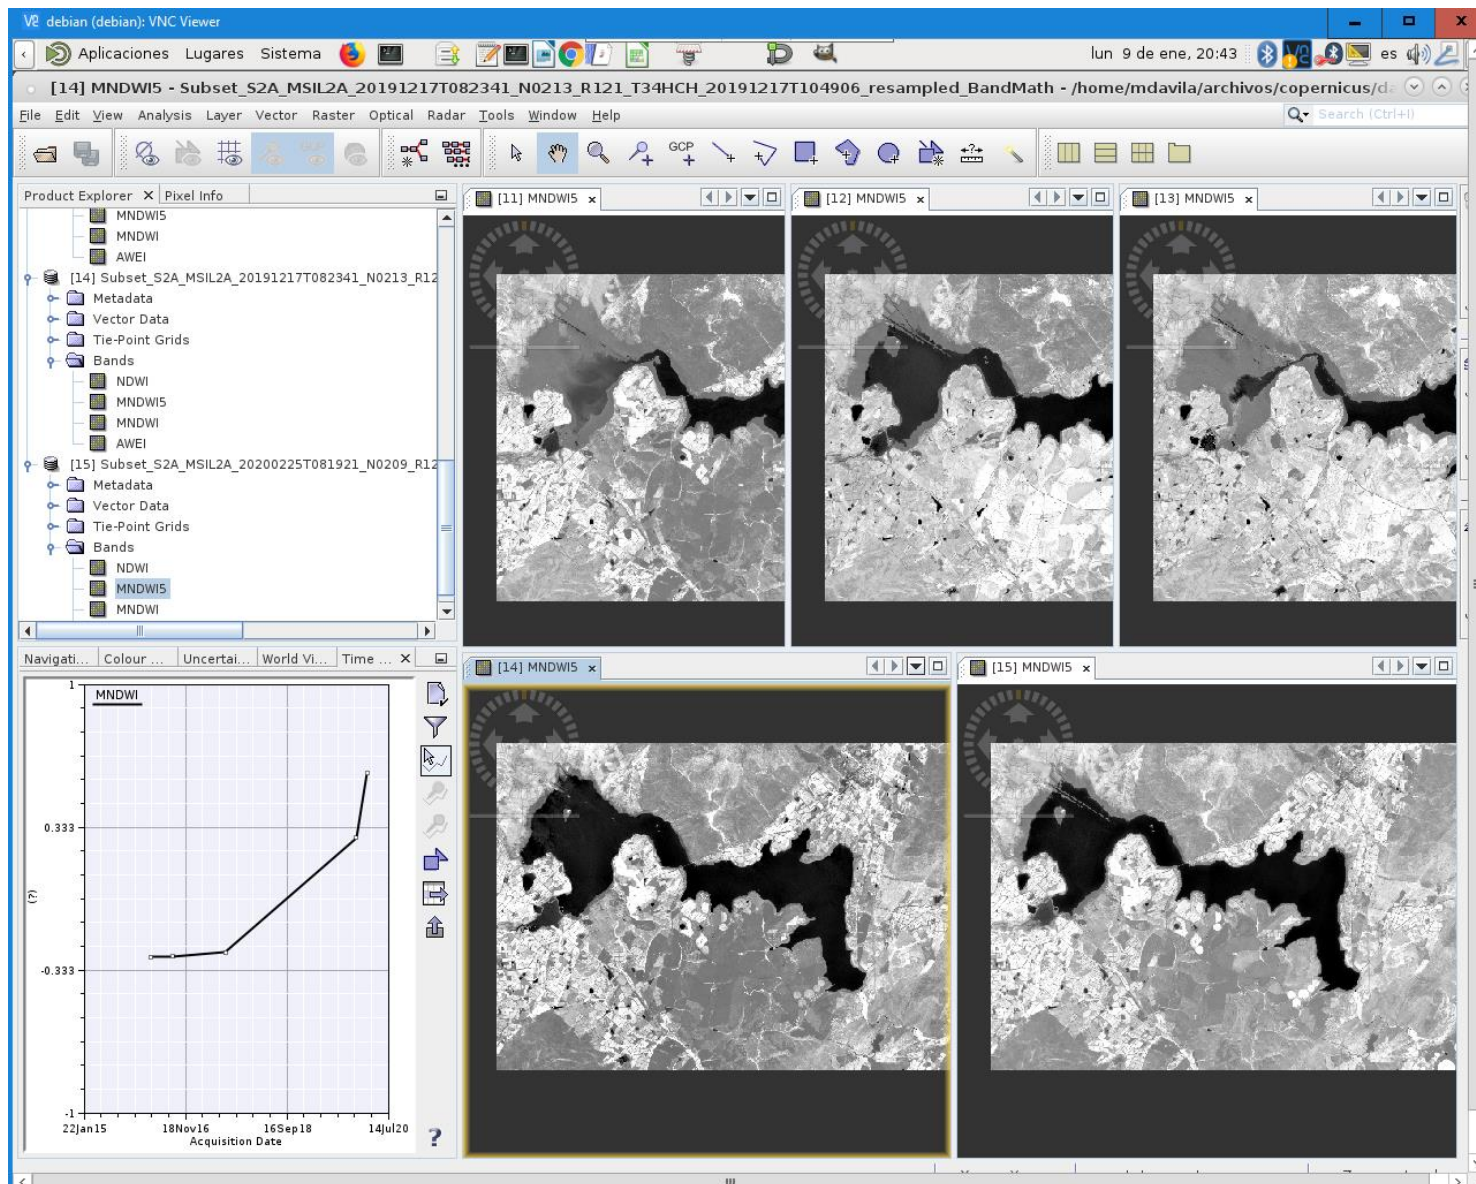 debian (debian): VNC Viewer
Aplicaciones Lugares Sistema
lun 9 de ene, 20:43
es
[14] MNDWI5 - Subset_S2A_MSIL2A_20191217T082341_N0213_R121_T34HCH_20191217T104906_resampled_BandMath - /home/mdavila/archivos/copernicus/da
File Edit View Analysis Layer Vector Raster Optical Radar Tools Window Help
Search (Ctrl+I)
GCP
Product Explorer X Pixel Info
MNDWI5
MNDWI
AWEI
[14] Subset_S2A_MSIL2A_20191217T082341_N0213_R12
Metadata
Vector Data
Tie-Point Grids
Bands
NDWI
MNDWI5
MNDWI
AWEI
[15] Subset_S2A_MSIL2A_20200225T081921_N0209_R12
Metadata
Vector Data
Tie-Point Grids
Bands
NDWI
MNDWI5
MNDWI
[11] MNDWI5 x
[12] MNDWI5 x
[13] MNDWI5 x
Navigati... Colour ... Uncertai... World Vi... Time ... X
MNDWI
1
0.333
-0.333
-1
(?)
22Jan15 18Nov16 16Sep18 14Jul20
Acquisition Date
?
[14] MNDWI5 x
[15] MNDWI5 x